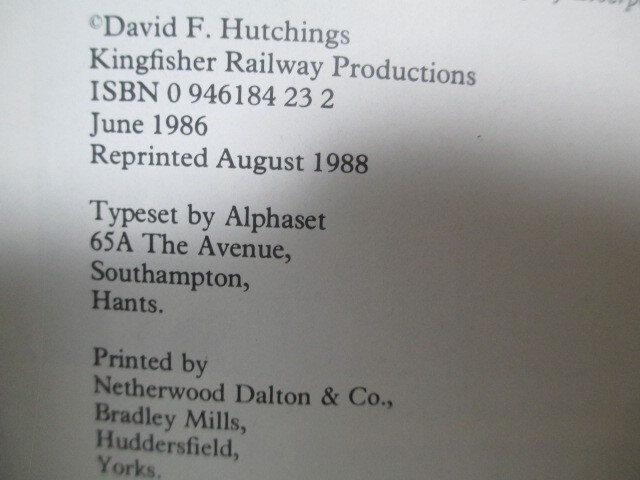 ©David F. Hutchings
Kingfisher Railway Productions
ISBN 0 946184 23 2
June 1986
Reprinted August 1988
Typeset by Alphaset
65A The Avenue,
Southampton,
Hants.
Printed by
Netherwood Dalton & Co.,
Bradley Mills,
Huddersfield,
Yorks.